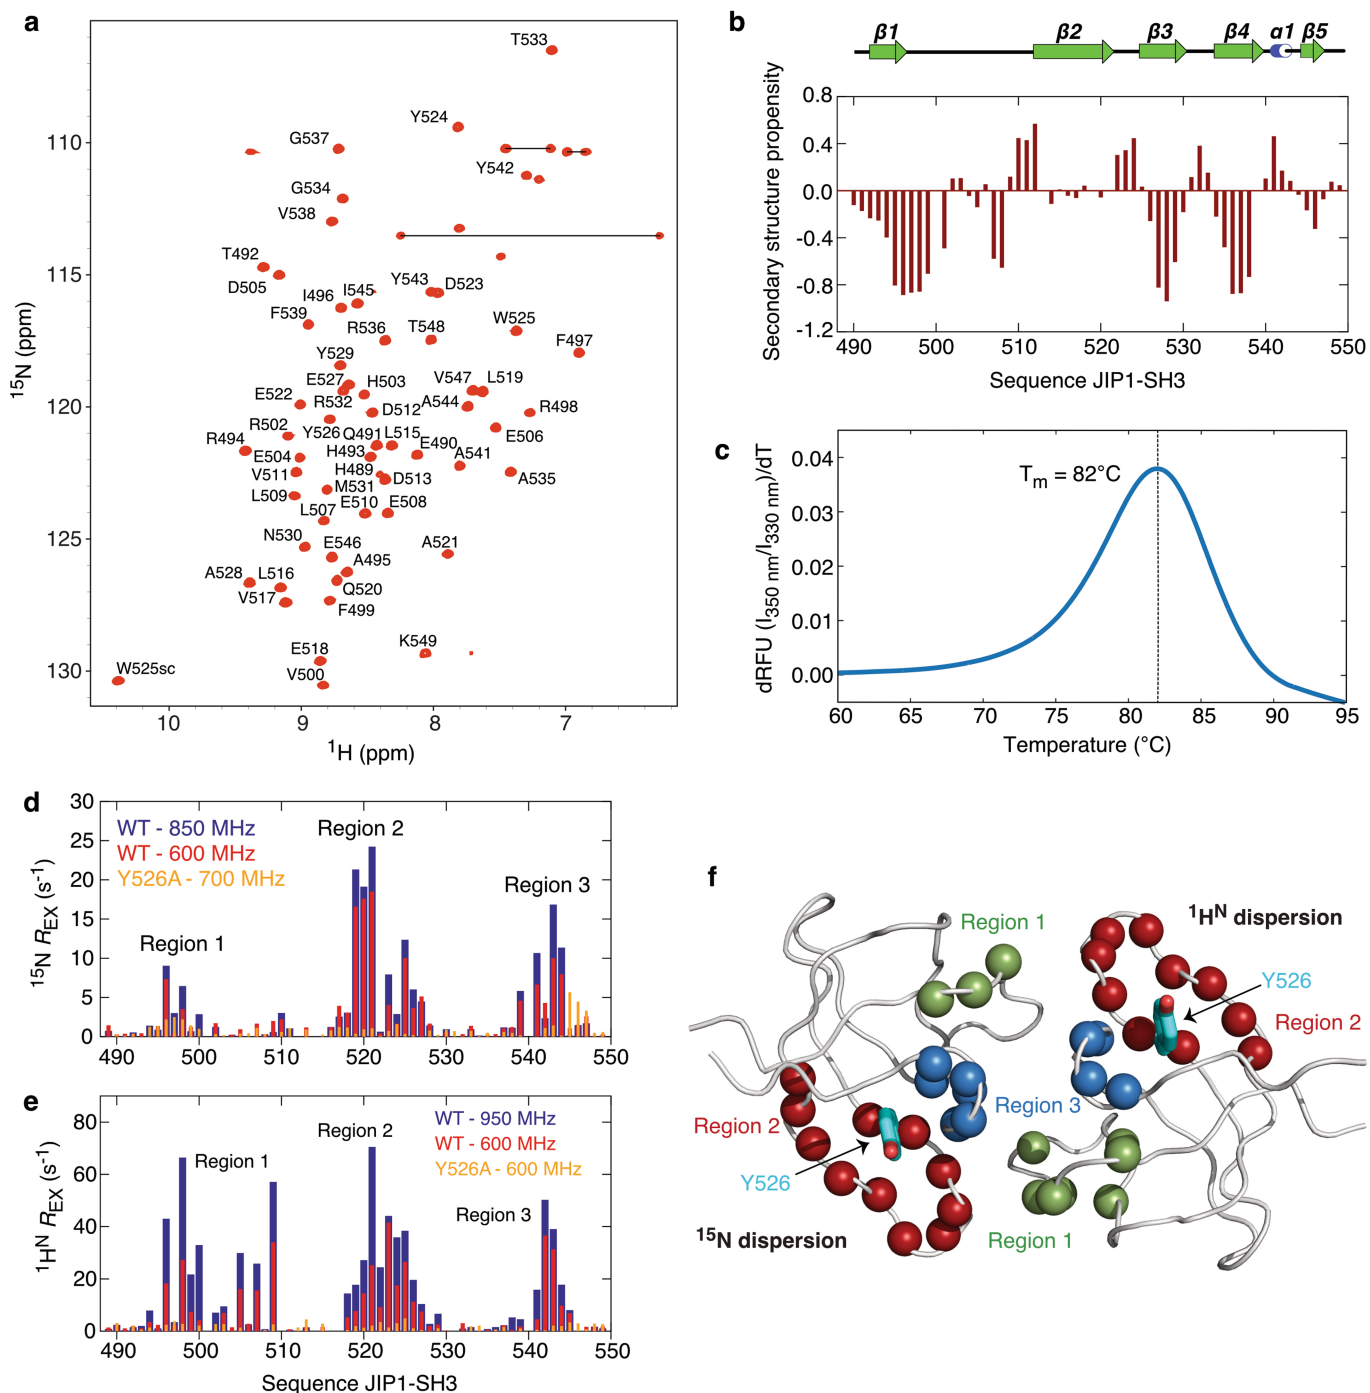 a
T533
Y524
110
G537
Y542
G534
V538
T492
115
D505
I496
I545
Y543
D523
F539
W525
R536
T548
F497
15N (ppm)
Y529
E527
H503
V547
L519
E522
R532
D512
A544
R498
120
R502
Y526
Q491
L515
E490
E506
R494
E504
H493
A541
V511
H489
D513
A535
M531
L509
E510
E508
L507
125
N530
E546
A521
A495
A528
L516
Q520
V517
F499
E518
K549
130
W525sc
V500
10 9 8 7
1H (ppm)
b
β1 β2 β3 β4 α1 β5
Secondary structure propensity
0.8
0.4
0.0
-0.4
-0.8
-1.2
490 500 510 520 530 540 550
Sequence JIP1-SH3
c
dRFU (I350 nm/I330 nm)/dT
Tm = 82°C
0.04
0.03
0.02
0.01
0.00
60 65 70 75 80 85 90 95
Temperature (°C)
d
15N REX (s-1)
30
25
20
15
10
5
0
WT - 850 MHz
WT - 600 MHz
Y526A - 700 MHz
Region 1
Region 2
Region 3
490 500 510 520 530 540 550
e
1HN REX (s-1)
80
60
40
20
0
WT - 950 MHz
WT - 600 MHz
Y526A - 600 MHz
Region 1
Region 2
Region 3
490 500 510 520 530 540 550
Sequence JIP1-SH3
f
Region 1
1HN dispersion
Y526
Region 2
Region 3
Region 2
Y526
15N dispersion
Region 1